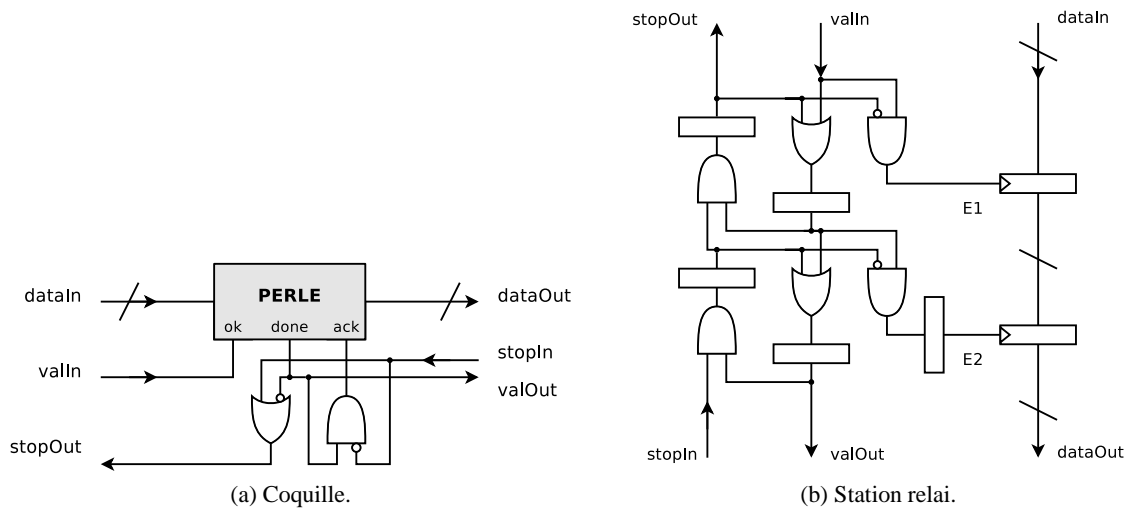 stopOut valIn dataIn
E1
dataIn PERLE dataOut
ok done ack
stopIn
valIn valOut
E2
stopOut
stopIn valOut dataOut
(a) Coquille. (b) Station relai.